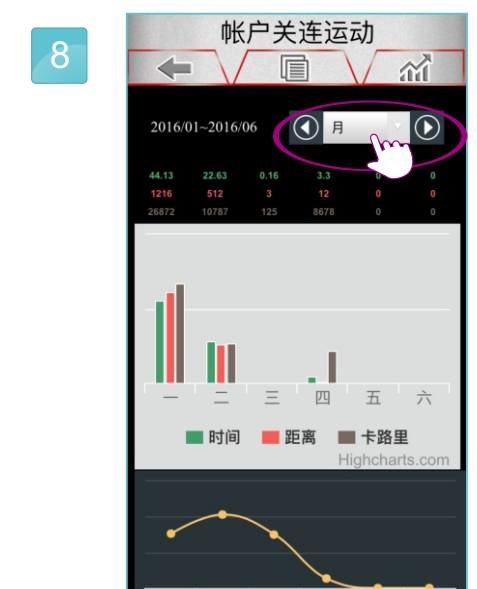 8
帐户关连运动
2016/01~2016/06 月
44.13 22.63 0.16 3.3 0 0
1216 512 3 12 0 0
26872 10787 125 8678 0 0
一 二 三 四 五 六
时间 距离 卡路里
Highcharts.com